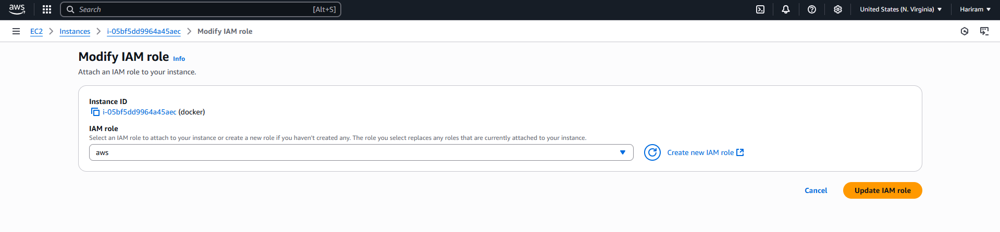 aws Search [Alt+S] United States (N. Virginia) Hariram
EC2 Instances i-05bf5dd9964a45aec Modify IAM role
Modify IAM role Info
Attach an IAM role to your instance.
Instance ID
i-05bf5dd9964a45aec (docker)
IAM role
Select an IAM role to attach to your instance or create a new role if you haven't created any. The role you select replaces any roles that are currently attached to your instance.
aws Create new IAM role
Cancel Update IAM role